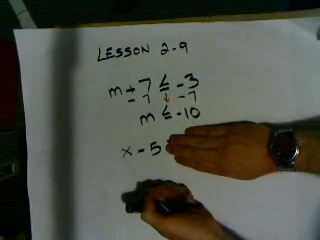 LESSON 2-9
m + 7 ≤ -3
- 7 -7
m ≤ -10
x - 5